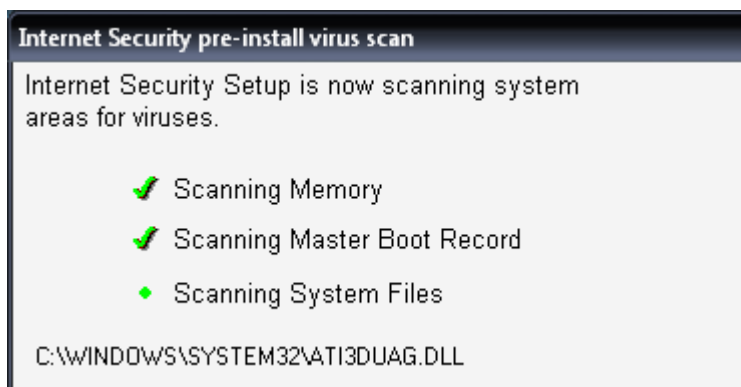 Internet Security pre-install virus scan
Internet Security Setup is now scanning system
areas for viruses.
Scanning Memory
Scanning Master Boot Record
Scanning System Files
C:\WINDOWS\SYSTEM32\ATI3DUAG.DLL